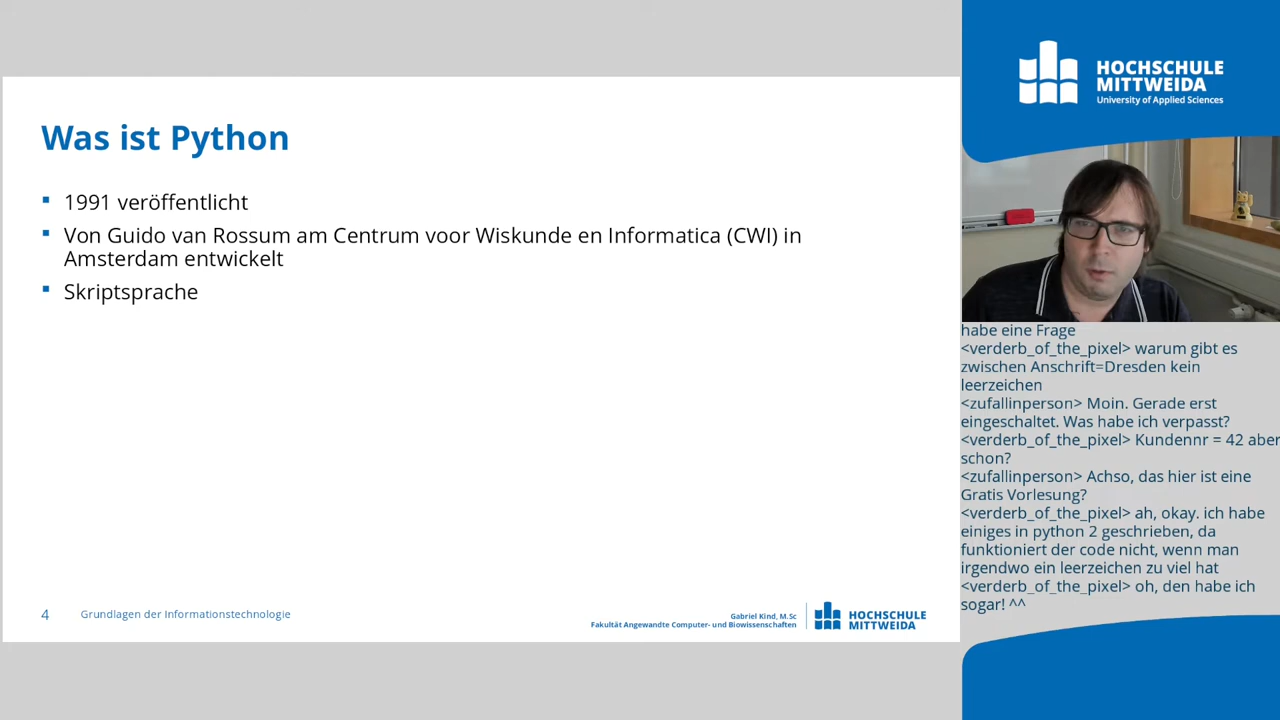 Was ist Python
1991 veröffentlicht
Von Guido van Rossum am Centrum voor Wiskunde en Informatica (CWI) in
Amsterdam entwickelt
Skriptsprache
4
Grundlagen der Informationstechnologie
Gabriel Kind, M.Sc
Fakultät Angewandte Computer- und Biowissenschaften
HOCHSCHULE
MITTWEIDA
HOCHSCHULE
MITTWEIDA
University of Applied Sciences
habe eine Frage
<verderb_of_the_pixel> warum gibt es
zwischen Anschrift=Dresden kein
leerzeichen
<zufallinperson> Moin. Gerade erst
eingeschaltet. Was habe ich verpasst?
<verderb_of_the_pixel> Kundennr = 42 aber
schon?
<zufallinperson> Achso, das hier ist eine
Gratis Vorlesung?
<verderb_of_the_pixel> ah, okay. ich habe
einiges in python 2 geschrieben, da
funktioniert der code nicht, wenn man
irgendwo ein leerzeichen zu viel hat
<verderb_of_the_pixel> oh, den habe ich
sogar! ^^